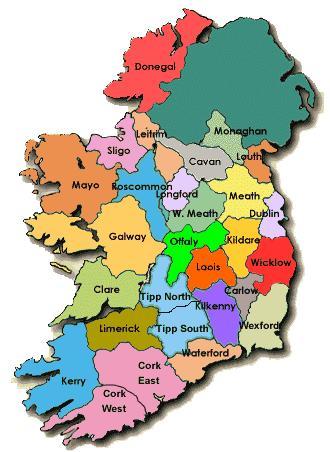 Donegal
Monaghan
Leitrim
Sligo
Cavan
Louth
Mayo
Roscommon
Longford
Meath
W. Meath
Dublin
Galway
Offaly
Kildare
Wicklow
Laois
Clare
Tipp North
Carlow
Kilkenny
Limerick
Tipp South
Wexford
Waterford
Cork
East
Kerry
Cork
West